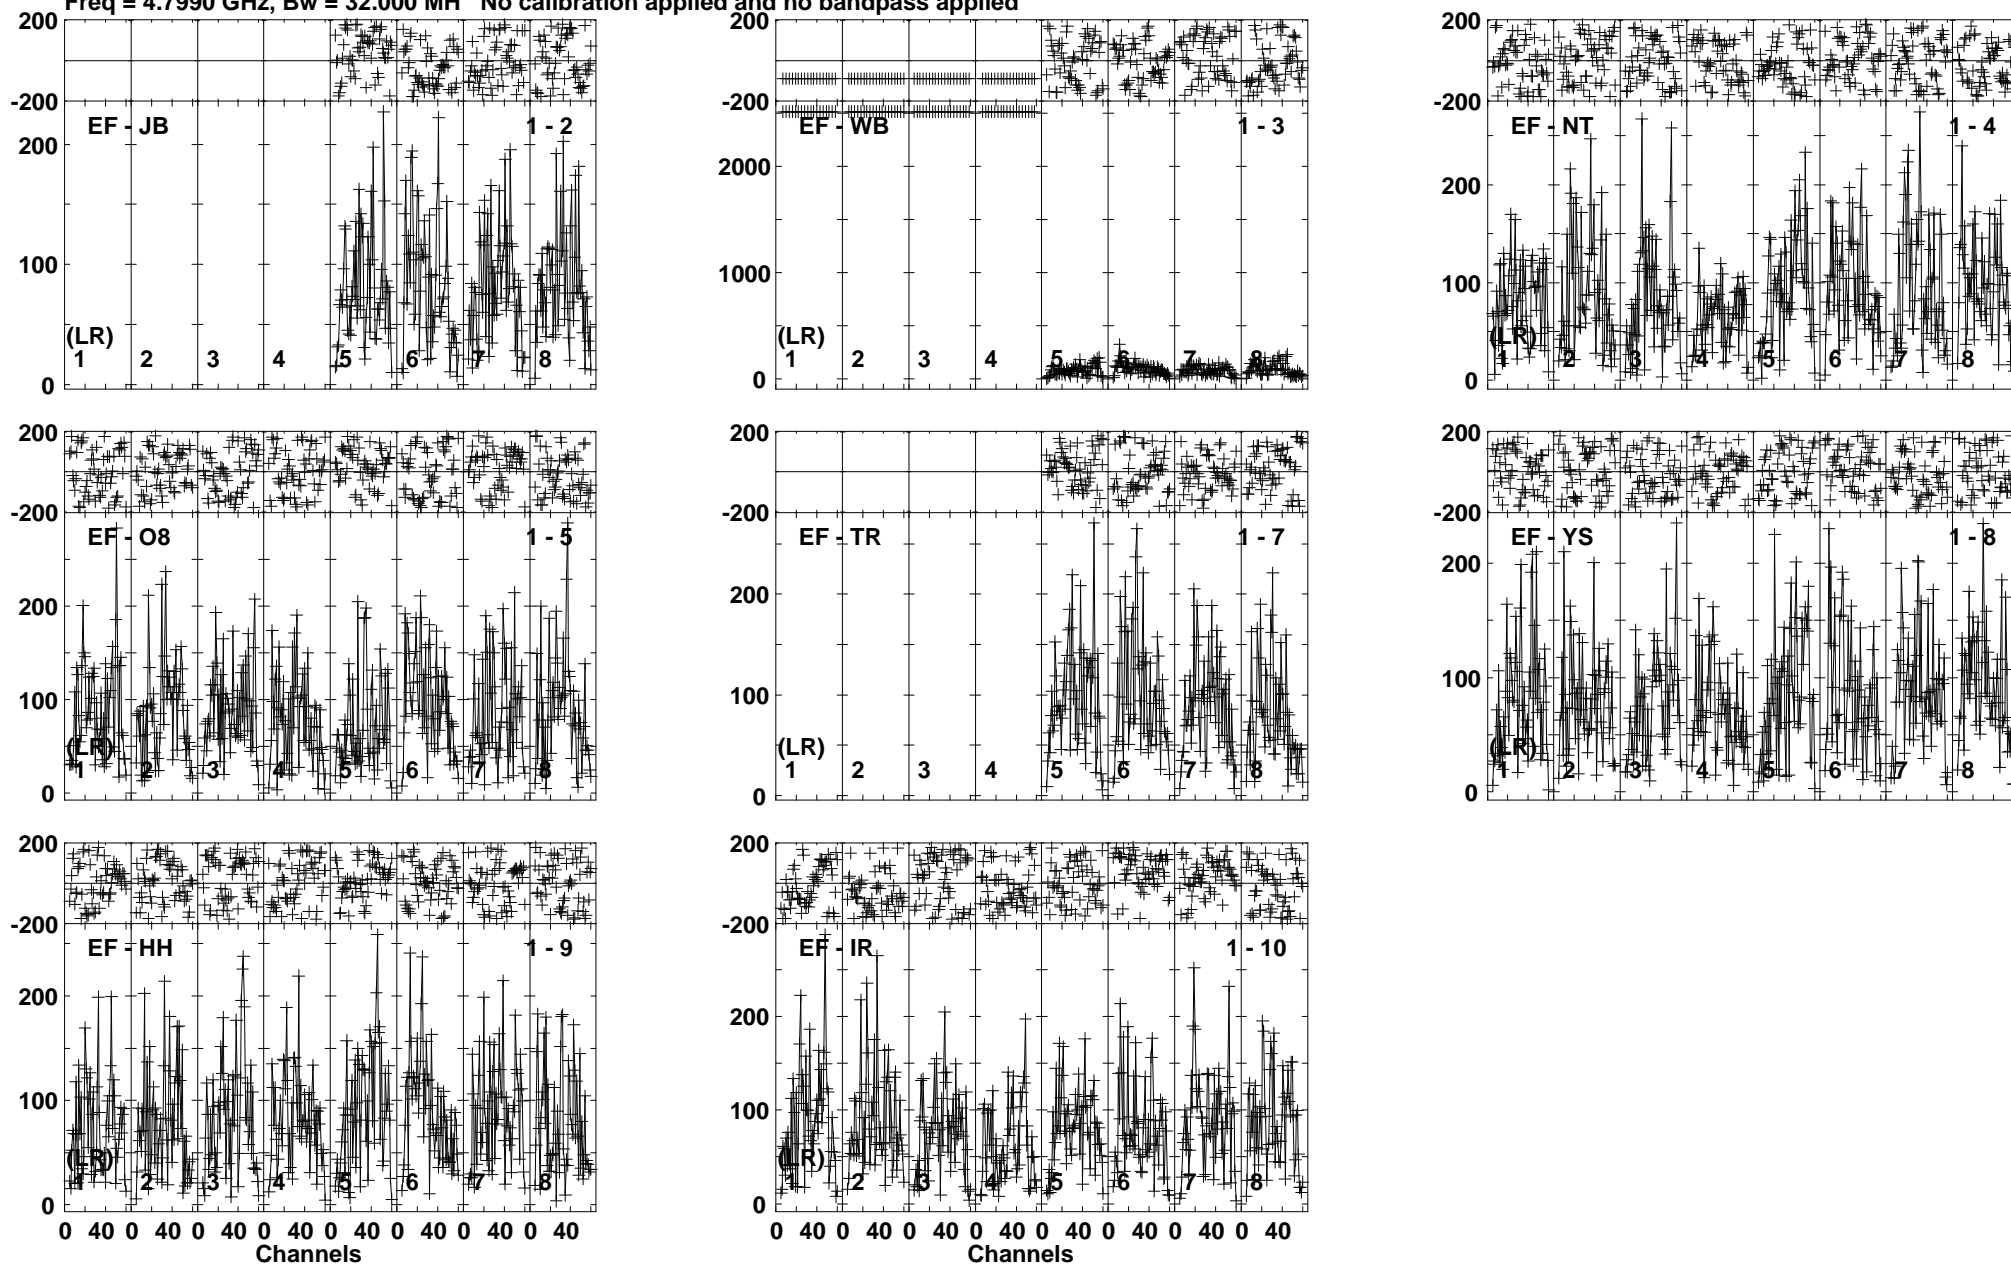 Freq = 4.7990 GHz, Bw = 32.000 MH No calibration applied and no bandpass applied
200
-200
EF - JB 1 - 2
200
100
(LR)
0
1 2 3 4 5 6 7 8
200
-200
EF - WB 1 - 3
2000
1000
(LR)
0
1 2 3 4 5 6 7 8
200
-200
EF - NT 1 - 4
200
100
(LR)
0
1 2 3 4 5 6 7 8
200
-200
EF - O8 1 - 5
200
100
(LR)
0
1 2 3 4 5 6 7 8
200
-200
EF - TR 1 - 7
200
100
(LR)
0
1 2 3 4 5 6 7 8
200
-200
EF - YS 1 - 8
200
100
(LR)
0
1 2 3 4 5 6 7 8
200
-200
EF - HH 1 - 9
200
100
(LR)
0
1 2 3 4 5 6 7 8
0 40 0 40 0 40 0 40 0 40 0 40 0 40 0 40
Channels
200
-200
EF - IR 1 - 10
200
100
(LR)
0
1 2 3 4 5 6 7 8
0 40 0 40 0 40 0 40 0 40 0 40 0 40 0 40
Channels